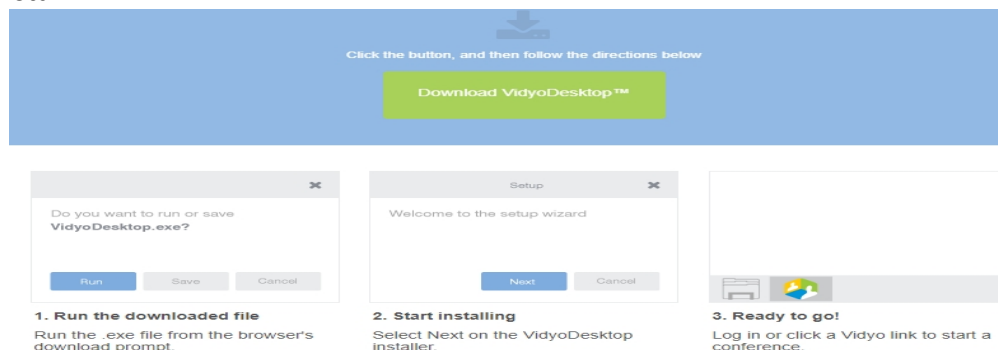 Click the button, and then follow the directions below
Download VidyoDesktop™
Do you want to run or save
VidyoDesktop.exe?
Run Save Cancel
1. Run the downloaded file
Run the .exe file from the browser's
download prompt.
Setup
Welcome to the setup wizard
Next Cancel
2. Start installing
Select Next on the VidyoDesktop
installer.
3. Ready to go!
Log in or click a Vidyo link to start a
conference.